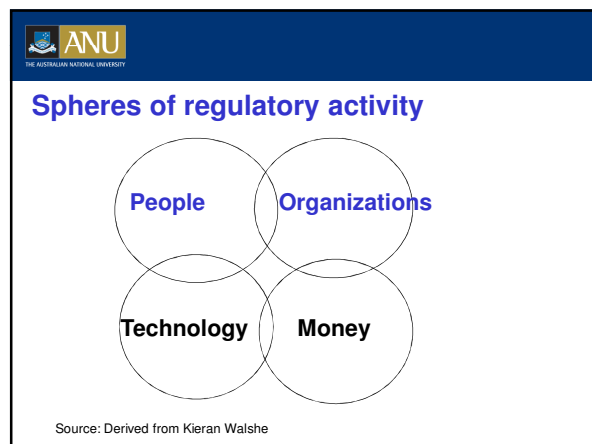 ANU
THE AUSTRALIAN NATIONAL UNIVERSITY
Spheres of regulatory activity
People Organizations
Technology Money
Source: Derived from Kieran Walshe